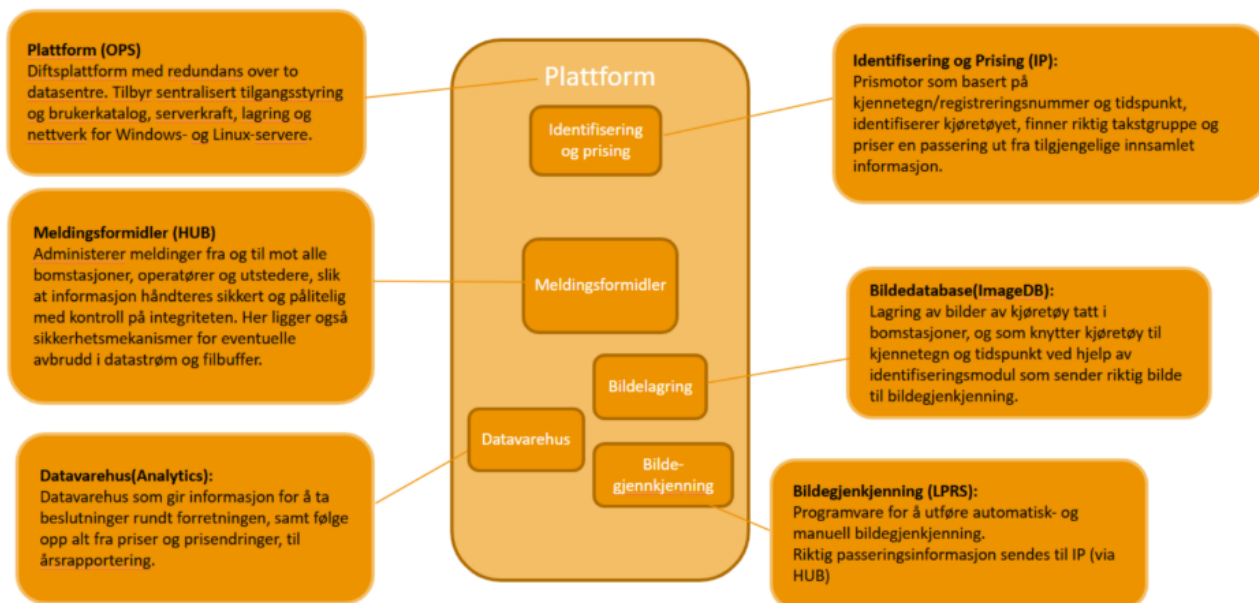 Plattform (OPS)
Diftsplattform med redundans over to
datasentre. Tilbyr sentralisert tilgangsstyring
og brukerkatalog, serverkraft, lagring og
nettverk for Windows- og Linux-servere.
Meldingsformidler (HUB)
Administerer meldinger fra og til mot alle
bomstasjoner, operatører og utstedere, slik
at informasjon håndteres sikkert og pålitelig
med kontroll på integriteten. Her ligger også
sikkerhetsmekanismer for eventuelle
avbrudd i datastrøm og filbuffer.
Datavarehus(Analytics):
Datavarehus som gir informasjon for å ta
beslutninger rundt forretningen, samt følge
opp alt fra priser og prisendringer, til
årsrapportering.
Plattform
Identifisering
og prising
Meldingsformidler
Bildelagring
Datavarehus
Bilde-
gjennkjenning
Identifisering og Prising (IP):
Prismotor som basert på
kjennetegn/registreringsnummer og tidspunkt,
identifiserer kjøretøyet, finner riktig takstgruppe og
priser en passering ut fra tilgjengelige innsamlet
informasjon.
Bildedatabase(ImageDB):
Lagring av bilder av kjøretøy tatt i
bomstasjoner, og som knytter kjøretøy til
kjennetegn og tidspunkt ved hjelp av
identifiseringsmodul som sender riktig bilde
til bildegjenkjenning.
Bildegjenkjenning (LPRS):
Programvare for å utføre automatisk- og
manuell bildegjenkjenning.
Riktig passeringsinformasjon sendes til IP (via
HUB)